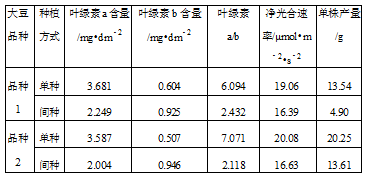 大豆 种植 叶绿素 a 含量 叶绿素 b 含量 叶绿素 净光合速 单株产量
品种 方式 /mg•dm⁻² /mg•dm⁻² a/b 率/μmol•m⁻²•s⁻² /g
品种 单种 3.681 0.604 6.094 19.06 13.54
1 间种 2.249 0.925 2.432 16.39 4.90
品种 单种 3.587 0.507 7.071 20.08 20.25
2 间种 2.004 0.946 2.118 16.63 13.61